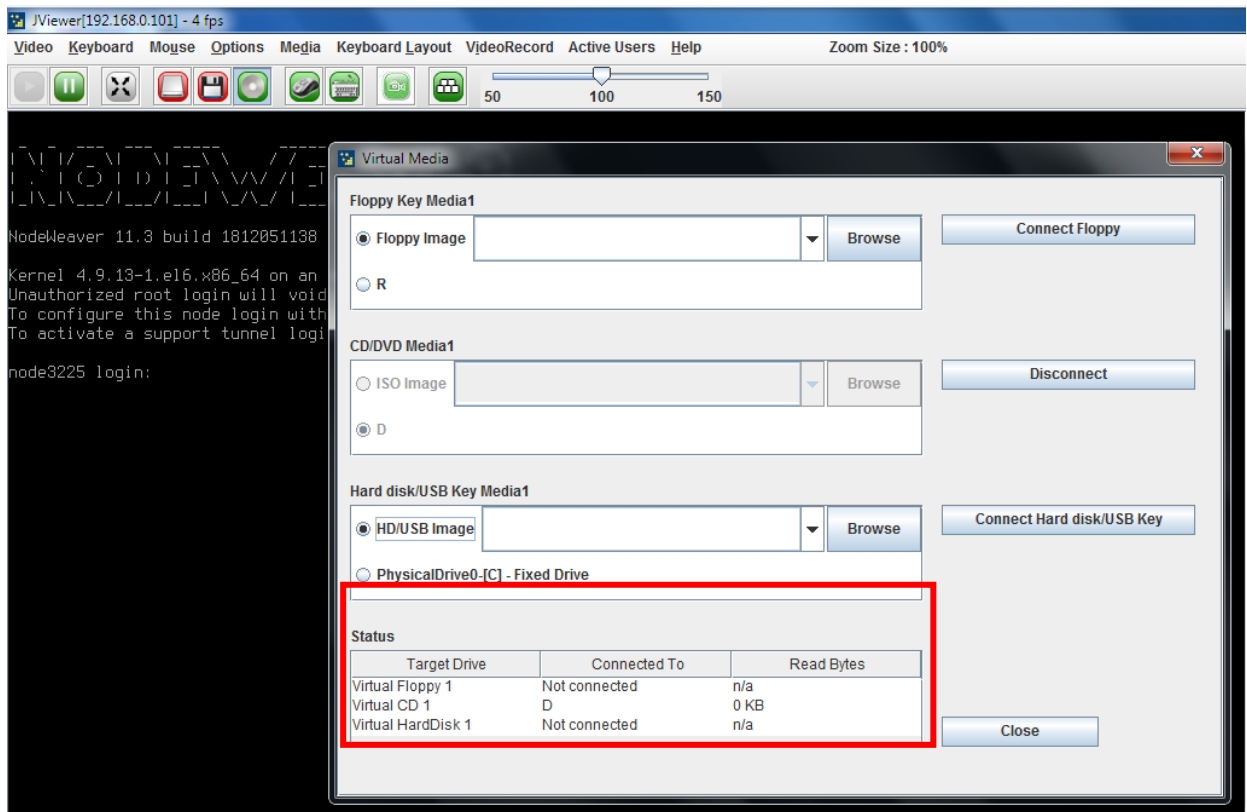 JViewer[192.168.0.101] - 4 fps
Video Keyboard Mouse Options Media Keyboard Layout VideoRecord Active Users Help Zoom Size : 100%
50 100 150
NodeWeaver 11.3 build 1812051138
Kernel 4.9.13-1.el6.x86_64 on an
Unauthorized root login will void
To configure this node login with
To activate a support tunnel logi
node3225 login:
Virtual Media
Floppy Key Media1
Floppy Image Browse Connect Floppy
R
CD/DVD Media1
ISO Image Browse Disconnect
D
Hard disk/USB Key Media1
HD/USB Image Browse Connect Hard disk/USB Key
PhysicalDrive0-[C] - Fixed Drive
Status
Target Drive Connected To Read Bytes
Virtual Floppy 1 Not connected n/a
Virtual CD 1 D 0 KB
Virtual HardDisk 1 Not connected n/a
Close